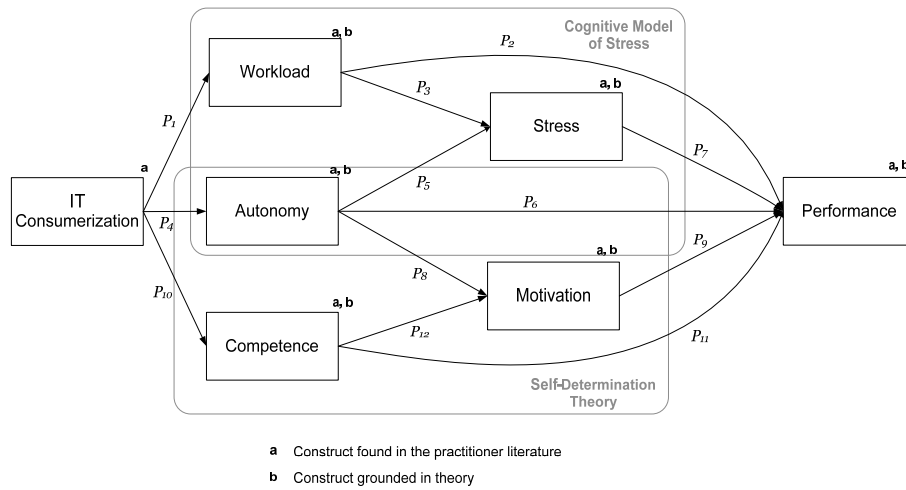 Cognitive Model
of Stress
a, b
Workload
P2
P3
a, b
Stress
P1
P7
a
IT
Consumerization
P4
a, b
Autonomy
P5
P6
a, b
Performance
P8
a, b
Motivation
P9
P10
a, b
Competence
P12
P11
Self-Determination
Theory
a Construct found in the practitioner literature
b Construct grounded in theory